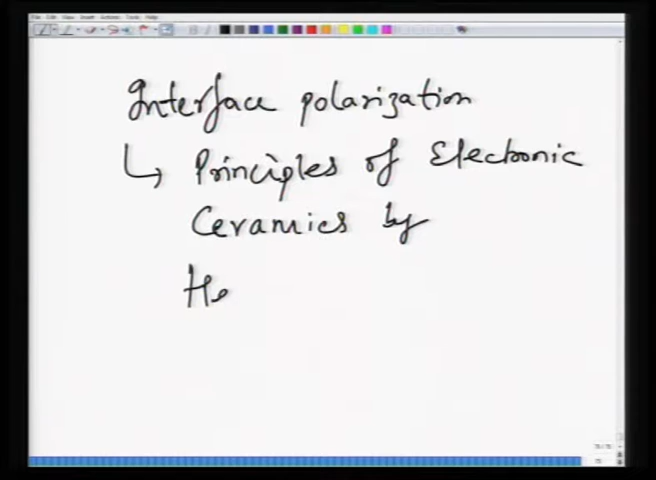 Interface polarization
↳ Principles of Electronic
Ceramics by
He